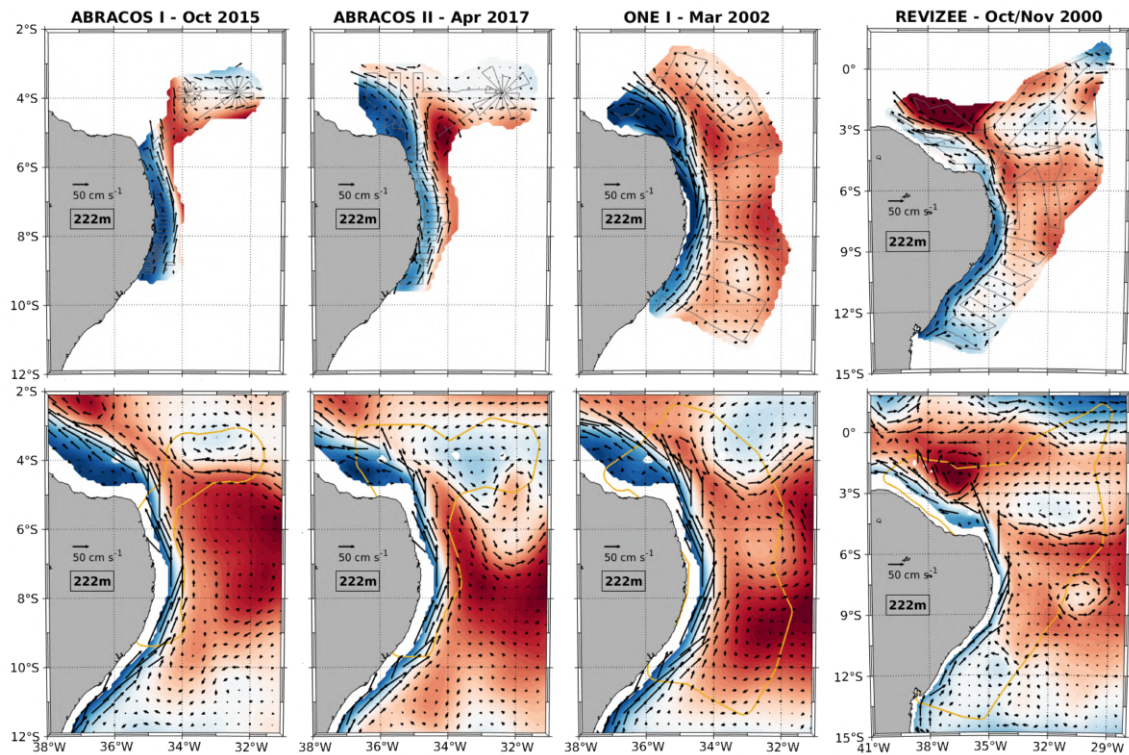 ABRACOS I - Oct 2015
ABRACOS II - Apr 2017
ONE I - Mar 2002
REVIZEE - Oct/Nov 2000
2°S
4°S
6°S
8°S
10°S
12°S
50 cm s⁻¹
222m
50 cm s⁻¹
222m
50 cm s⁻¹
222m
0°
3°S
6°S
9°S
12°S
15°S
50 cm s⁻¹
222m
2°S
4°S
6°S
8°S
10°S
12°S
38°W
36°W
34°W
32°W
50 cm s⁻¹
222m
38°W
36°W
34°W
32°W
50 cm s⁻¹
222m
38°W
36°W
34°W
32°W
50 cm s⁻¹
222m
0°
3°S
6°S
9°S
12°S
15°S
41°W
38°W
35°W
32°W
29°W
50 cm s⁻¹
222m